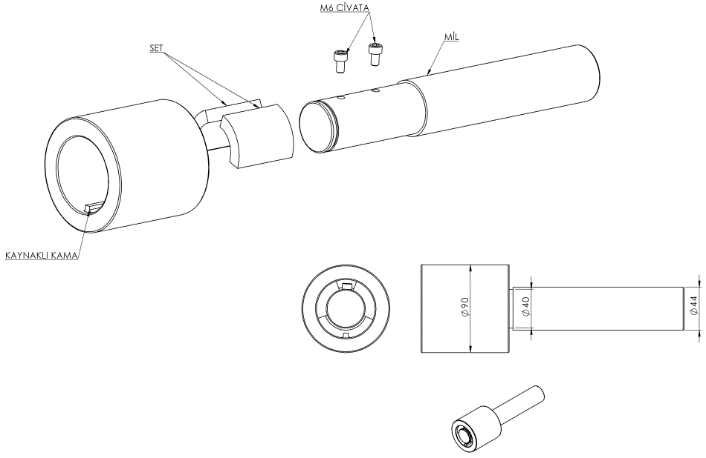 M6 CİVATA
MİL
SET
KAYNAKLI KAMA
Ø90
Ø40
Ø44